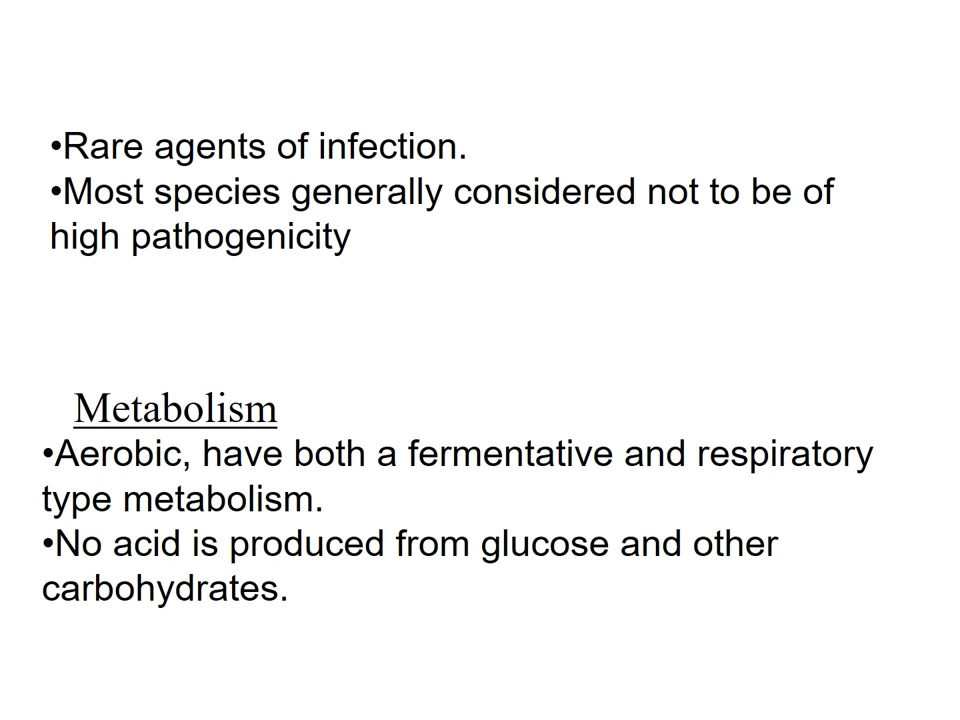 •Rare agents of infection.
•Most species generally considered not to be of
high pathogenicity
Metabolism
•Aerobic, have both a fermentative and respiratory
type metabolism.
•No acid is produced from glucose and other
carbohydrates.